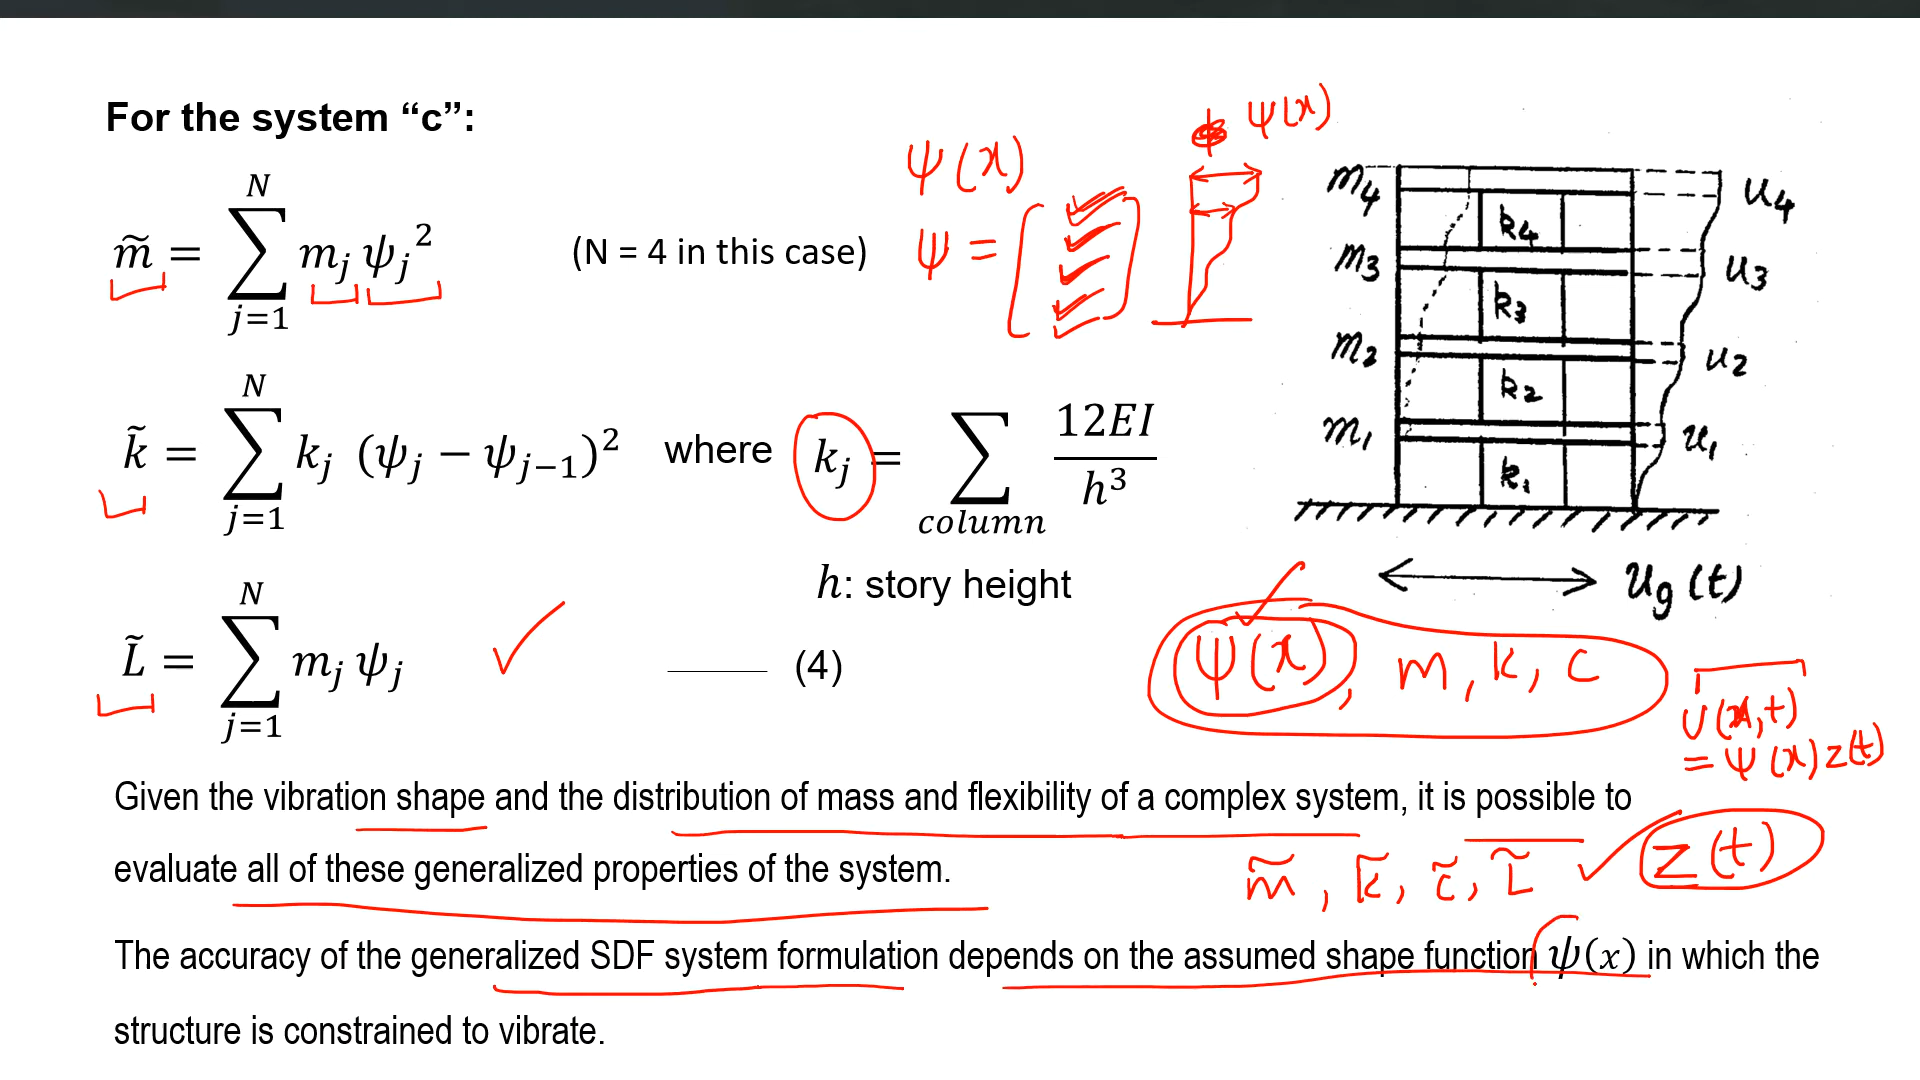 For the system “c”:
ψ(x)
ψ(x)
m̃ = ∑_{j=1}^{N} m_j ψ_j²
(N = 4 in this case)
ψ =
m4
u4
k4
m3
u3
k3
m2
u2
k2
m1
u1
k1
k̃ = ∑_{j=1}^{N} k_j (ψ_j − ψ_{j−1})² where k_j = ∑_{column} 12EI / h³
h: story height
u_g(t)
L̃ = ∑_{j=1}^{N} m_j ψ_j
(4)
ψ(x), m, k, c
u(x,t)
= ψ(x) z(t)
Given the vibration shape and the distribution of mass and flexibility of a complex system, it is possible to
evaluate all of these generalized properties of the system.
m̃, k̃, c̃, L̃
z(t)
The accuracy of the generalized SDF system formulation depends on the assumed shape function ψ(x) in which the
structure is constrained to vibrate.